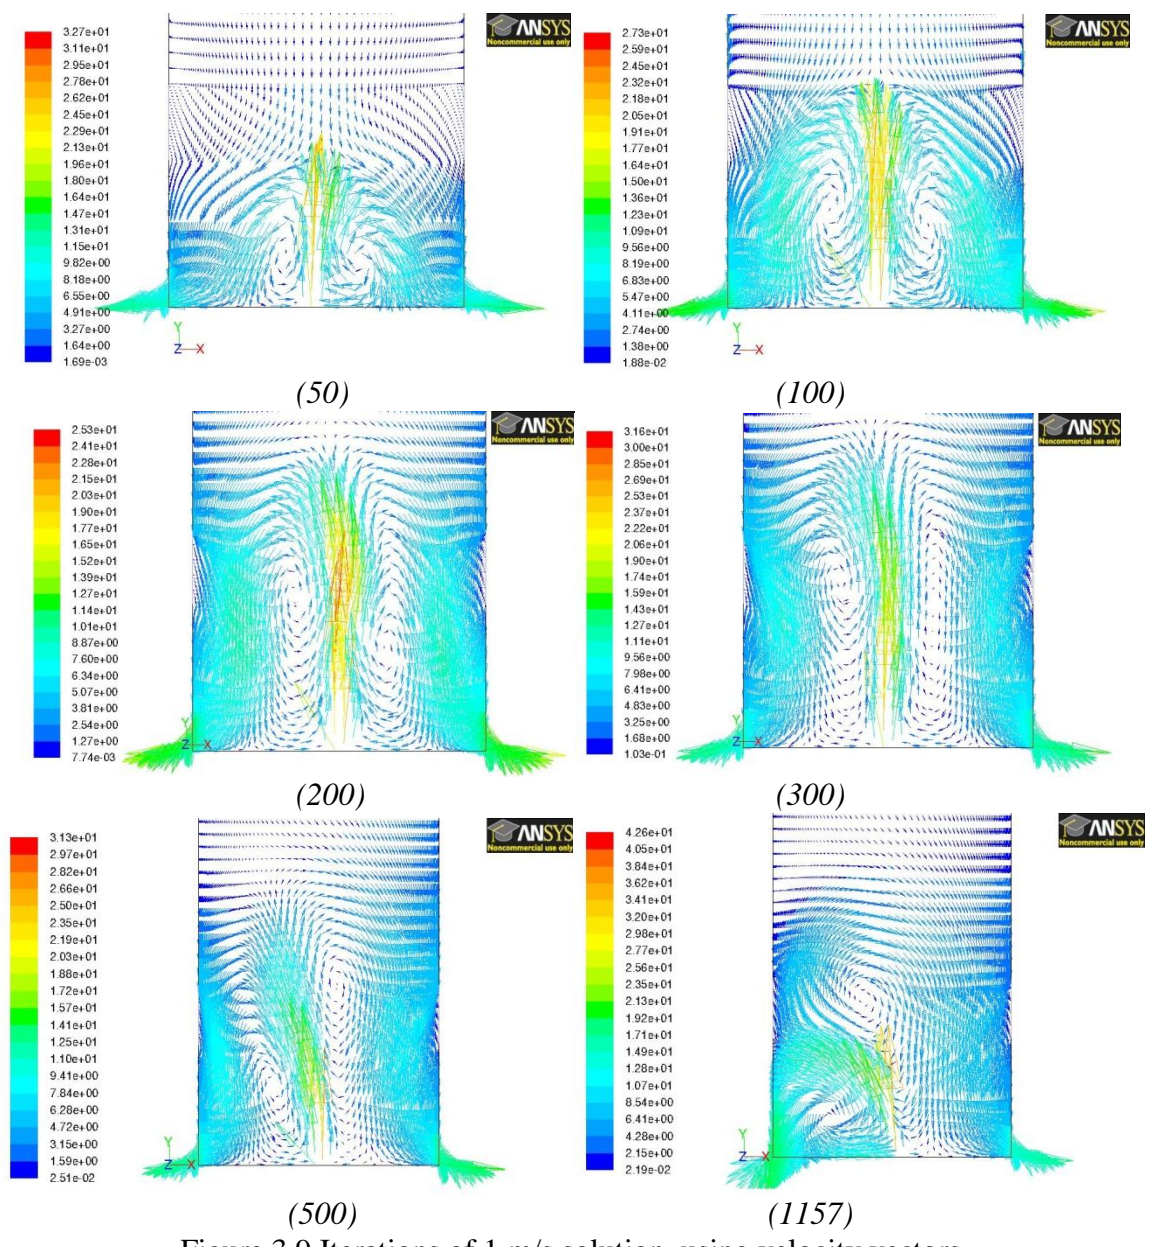 3.27e+01
3.11e+01
2.95e+01
2.78e+01
2.62e+01
2.45e+01
2.29e+01
2.13e+01
1.96e+01
1.80e+01
1.64e+01
1.47e+01
1.31e+01
1.15e+01
9.82e+00
8.18e+00
6.55e+00
4.91e+00
3.27e+00
1.64e+00
1.69e-03
ANSYS
Noncommercial use only
Y
Z X
(50)
2.73e+01
2.59e+01
2.45e+01
2.32e+01
2.18e+01
2.05e+01
1.91e+01
1.77e+01
1.64e+01
1.50e+01
1.36e+01
1.23e+01
1.09e+01
9.56e+00
8.19e+00
6.83e+00
5.47e+00
4.11e+00
2.74e+00
1.38e+00
1.88e-02
ANSYS
Noncommercial use only
Y
Z X
(100)
2.53e+01
2.41e+01
2.28e+01
2.15e+01
2.03e+01
1.90e+01
1.77e+01
1.65e+01
1.52e+01
1.39e+01
1.27e+01
1.14e+01
1.01e+01
8.87e+00
7.60e+00
6.34e+00
5.07e+00
3.81e+00
2.54e+00
1.27e+00
7.74e-03
ANSYS
Noncommercial use only
Y
Z X
(200)
3.16e+01
3.00e+01
2.85e+01
2.69e+01
2.53e+01
2.37e+01
2.22e+01
2.06e+01
1.90e+01
1.74e+01
1.59e+01
1.43e+01
1.27e+01
1.11e+01
9.56e+00
7.98e+00
6.41e+00
4.83e+00
3.25e+00
1.68e+00
1.03e-01
ANSYS
Noncommercial use only
Y
Z X
(300)
3.13e+01
2.97e+01
2.82e+01
2.66e+01
2.50e+01
2.35e+01
2.19e+01
2.03e+01
1.88e+01
1.72e+01
1.57e+01
1.41e+01
1.25e+01
1.10e+01
9.41e+00
7.84e+00
6.28e+00
4.72e+00
3.15e+00
1.59e+00
2.51e-02
ANSYS
Noncommercial use only
Y
Z X
(500)
4.26e+01
4.05e+01
3.84e+01
3.62e+01
3.41e+01
3.20e+01
2.98e+01
2.77e+01
2.56e+01
2.35e+01
2.13e+01
1.92e+01
1.71e+01
1.49e+01
1.28e+01
1.07e+01
8.54e+00
6.41e+00
4.28e+00
2.15e+00
2.19e-02
ANSYS
Noncommercial use only
Y
Z X
(1157)
Figure 3.9 Iterations of 1 m/s solution, using velocity vectors